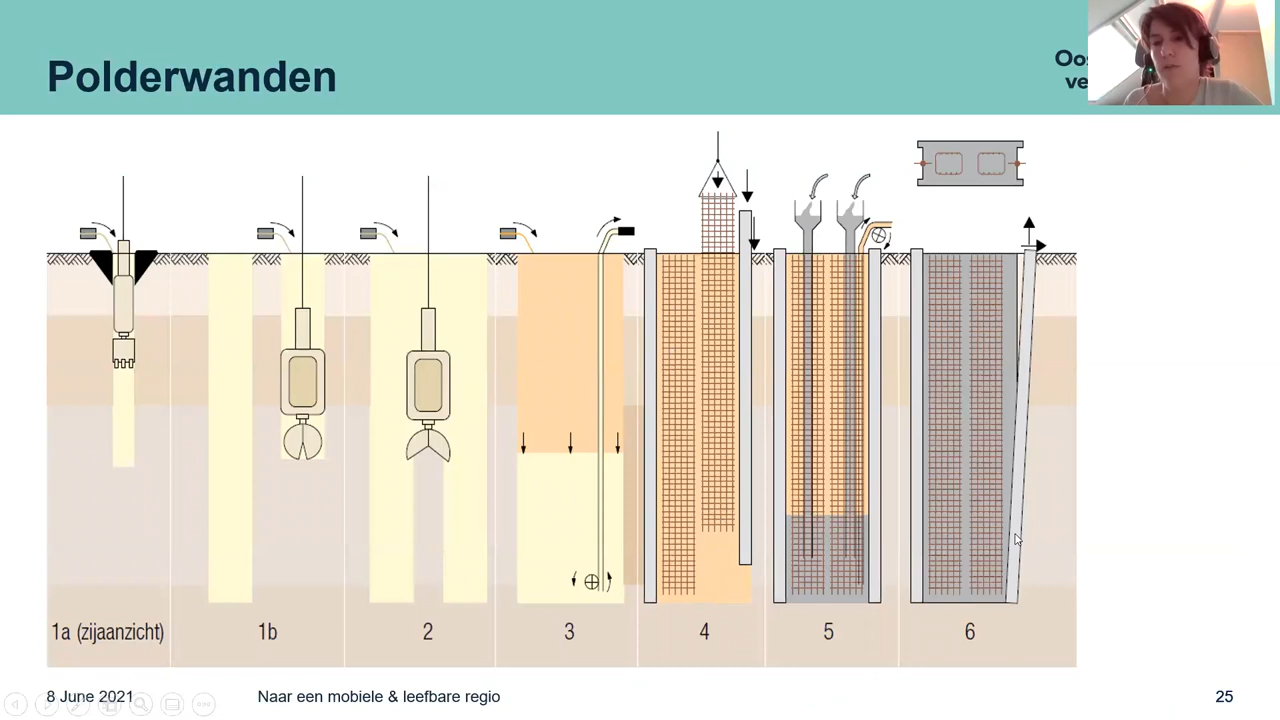 Polderwanden
1a (zijaanzicht)
1b
2
3
4
5
6
8 June 2021
Naar een mobiele & leefbare regio
25